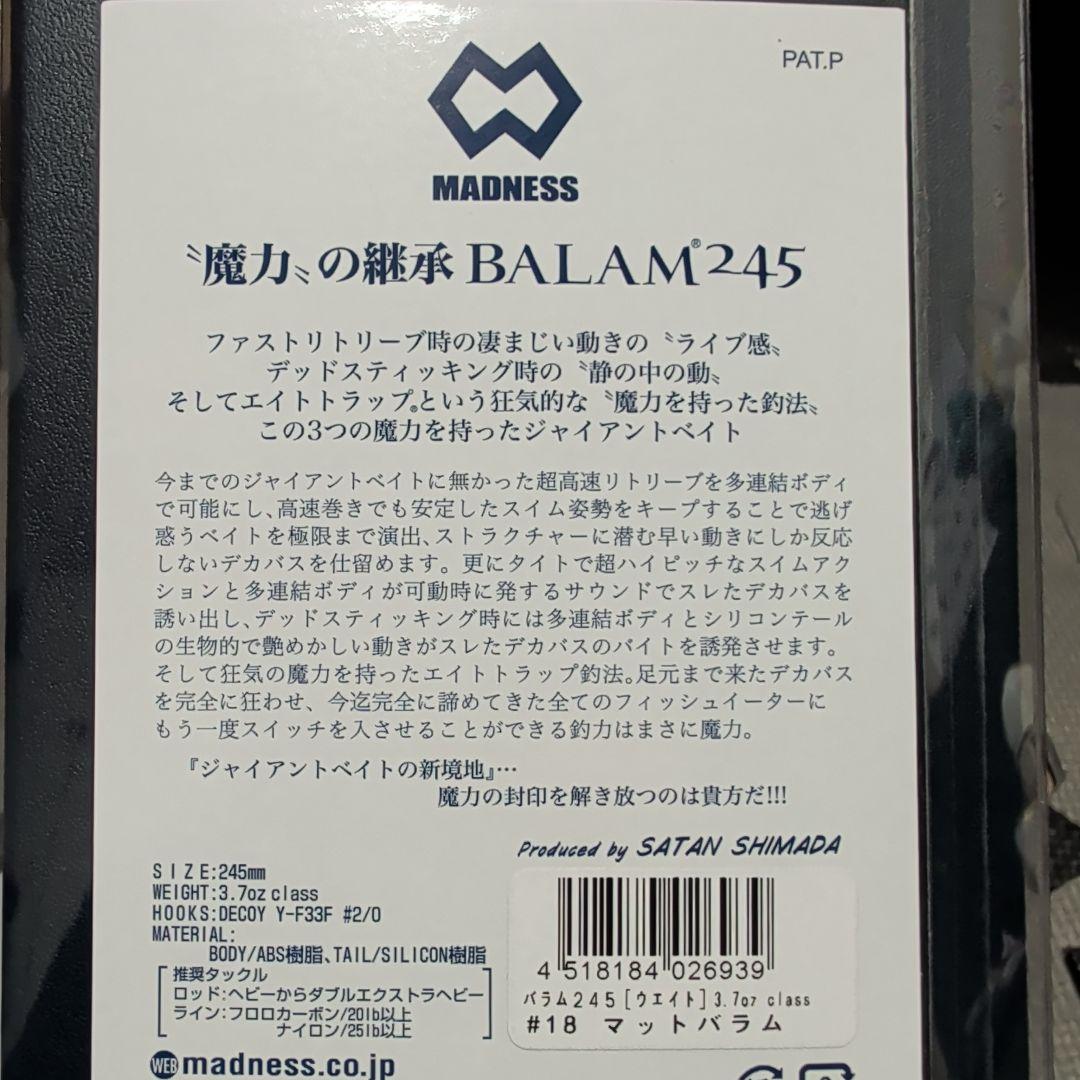 PAT.P
MADNESS
〝魔力〟の継承 BALAM®245
ファストリトリーブ時の凄まじい動きの〝ライブ感〟
デッドスティッキング時の〝静の中の動〟
そしてエイトトラップ®という狂気的な〝魔力を持った釣法〟
この3つの魔力を持ったジャイアントベイト
今までのジャイアントベイトに無かった超高速リトリーブを多連結ボディ
で可能にし、高速巻きでも安定したスイム姿勢をキープすることで逃げ
惑うベイトを極限まで演出、ストラクチャーに潜む早い動きにしか反応
しないデカバスを仕留めます。更にタイトで超ハイピッチなスイムアク
ションと多連結ボディが可動時に発するサウンドでスレたデカバスを
誘い出し、デッドスティッキング時には多連結ボディとシリコンテール
の生物的で艶めかしい動きがスレたデカバスのバイトを誘発させます。
そして狂気の魔力を持ったエイトトラップ釣法。足元まで来たデカバス
を完全に狂わせ、今迄完全に諦めてきた全てのフィッシュイーターに
もう一度スイッチを入させることができる釣力はまさに魔力。
『ジャイアントベイトの新境地』…
魔力の封印を解き放つのは貴方だ!!!
Produced by SATAN SHIMADA
SIZE:245mm
WEIGHT:3.7oz class
HOOKS:DECOY Y-F33F #2/0
MATERIAL:
BODY/ABS樹脂、TAIL/SILICON樹脂
推奨タックル
ロッド:ヘビーからダブルエクストラヘビー
ライン:フロロカーボン/20lb以上
ナイロン/25lb以上
WEB madness.co.jp
4 518184 026939
バラム245[ウエイト]3.7oz class
#18 マットバラム